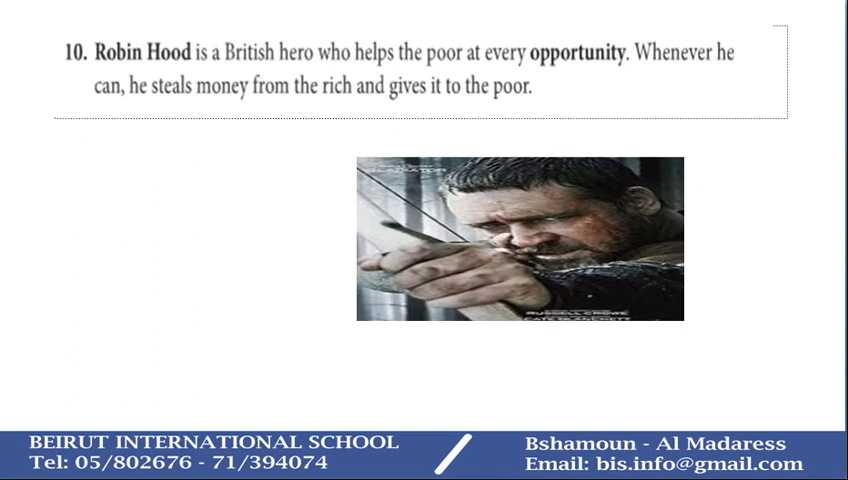 10. Robin Hood is a British hero who helps the poor at every opportunity. Whenever he
can, he steals money from the rich and gives it to the poor.
GLADIATOR
RUSSELL CROWE
CATE BLANCHETT
BEIRUT INTERNATIONAL SCHOOL
Tel: 05/802676 - 71/394074
Bshamoun - Al Madaress
Email: bis.info@gmail.com